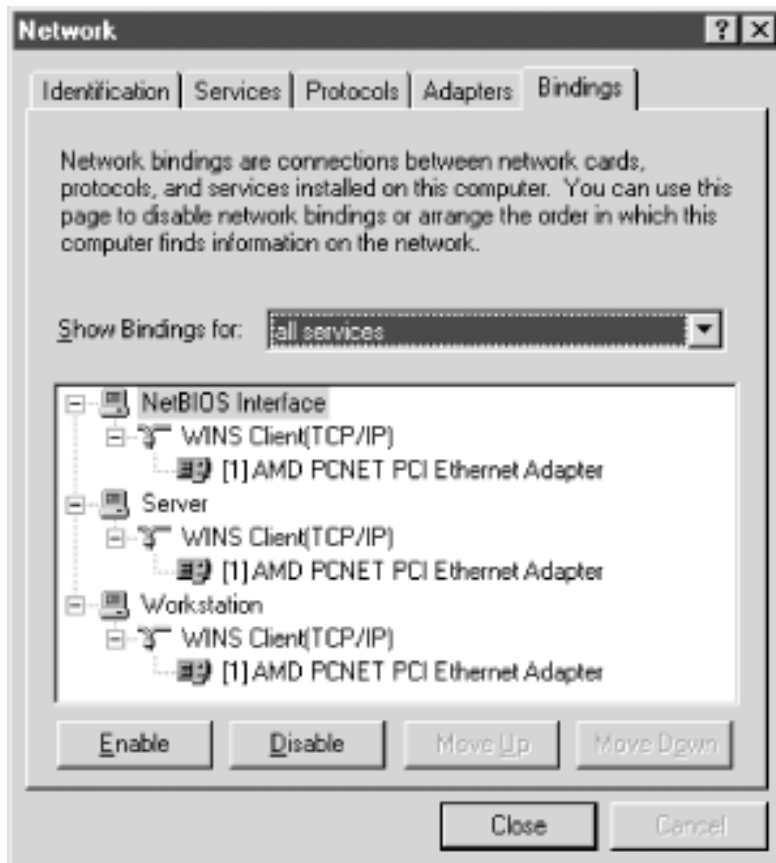 Network
Identification Services Protocols Adapters Bindings
Network bindings are connections between network cards,
protocols, and services installed on this computer. You can use this
page to disable network bindings or arrange the order in which this
computer finds information on the network.
Show Bindings for: all services
NetBIOS Interface
WINS Client(TCP/IP)
[1] AMD PCNET PCI Ethernet Adapter
Server
WINS Client(TCP/IP)
[1] AMD PCNET PCI Ethernet Adapter
Workstation
WINS Client(TCP/IP)
[1] AMD PCNET PCI Ethernet Adapter
Enable Disable Move Up Move Down
Close Cancel